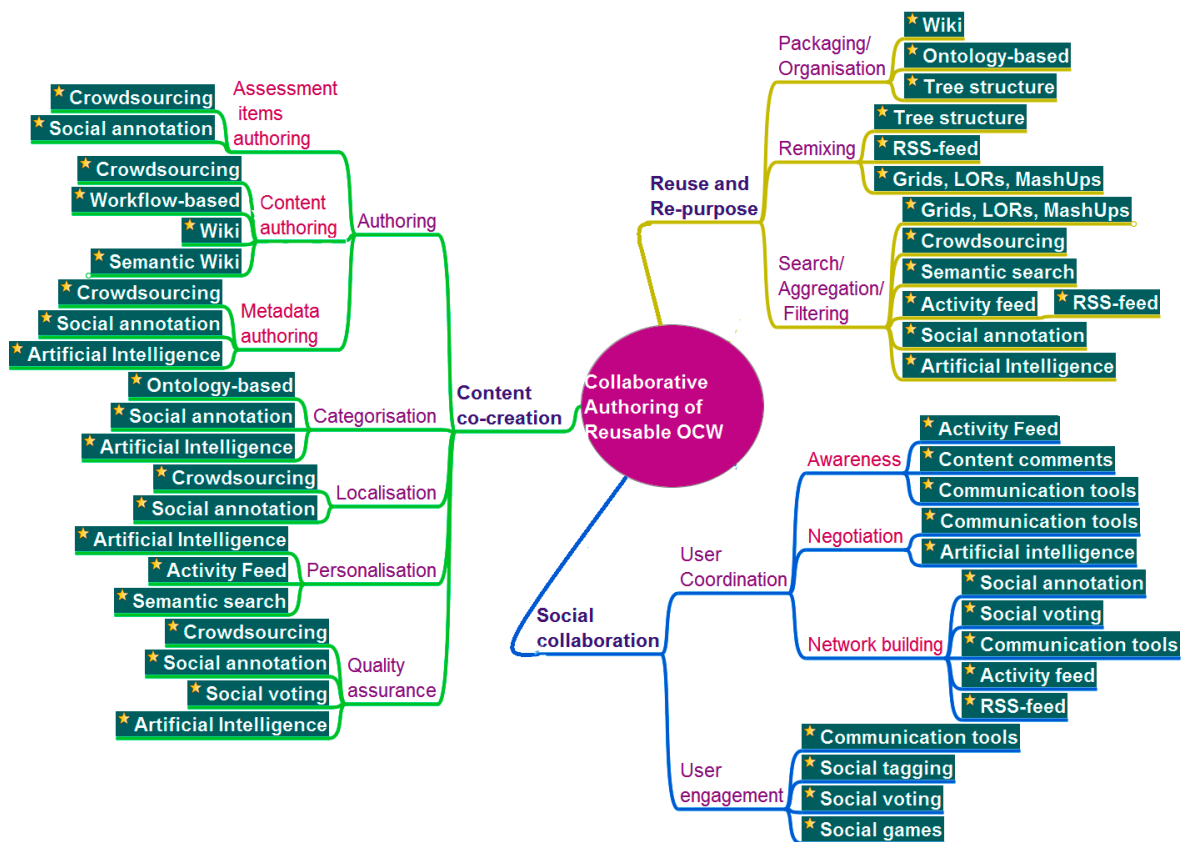 Collaborative
Authoring of
Reusable OCW
Content
co-creation
Authoring
Assessment
items
authoring
Crowdsourcing
Social annotation
Content
authoring
Crowdsourcing
Workflow-based
Wiki
Semantic Wiki
Metadata
authoring
Crowdsourcing
Social annotation
Artificial Intelligence
Categorisation
Ontology-based
Social annotation
Artificial Intelligence
Localisation
Crowdsourcing
Social annotation
Personalisation
Artificial Intelligence
Activity Feed
Semantic search
Quality
assurance
Crowdsourcing
Social annotation
Social voting
Artificial Intelligence
Reuse and
Re-purpose
Packaging/
Organisation
Wiki
Ontology-based
Tree structure
Remixing
Tree structure
RSS-feed
Grids, LORs, MashUps
Search/
Aggregation/
Filtering
Grids, LORs, MashUps
Crowdsourcing
Semantic search
Activity feed
RSS-feed
Social annotation
Artificial Intelligence
Social
collaboration
User
Coordination
Awareness
Activity Feed
Content comments
Communication tools
Negotiation
Communication tools
Artificial intelligence
Network building
Social annotation
Social voting
Communication tools
Activity feed
RSS-feed
User
engagement
Communication tools
Social tagging
Social voting
Social games